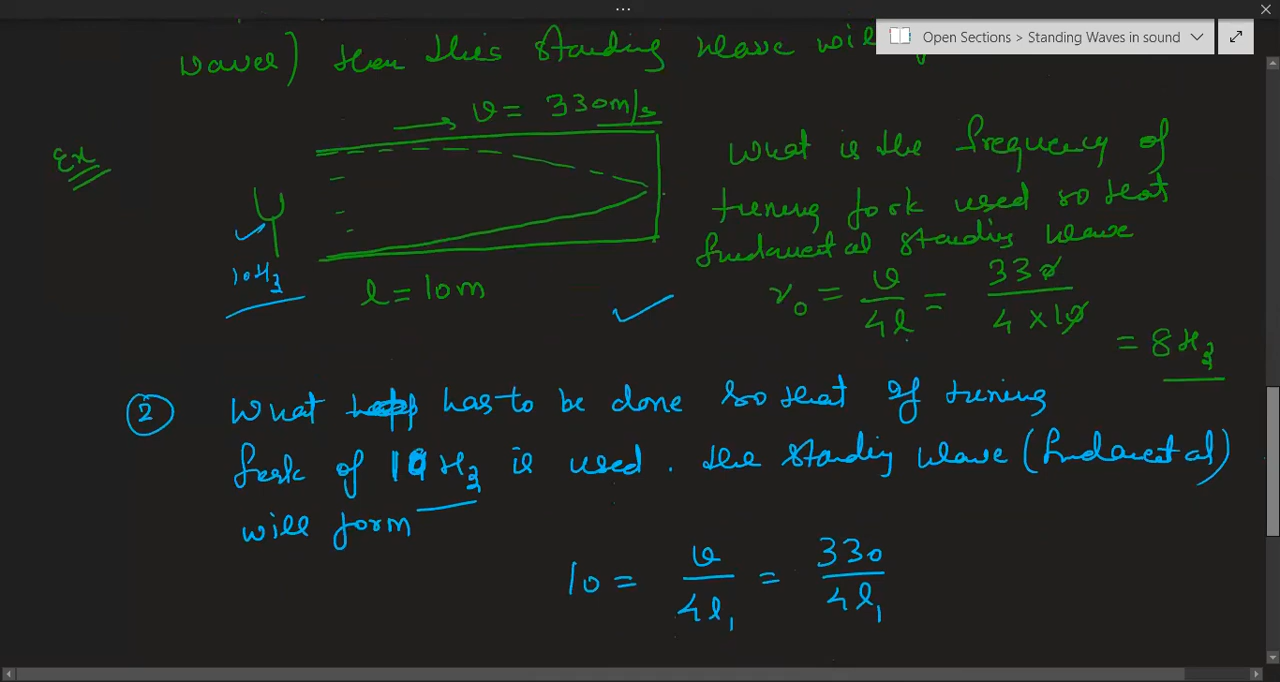 ...
Open Sections > Standing Waves in sound
waves) then this standing wave will
v = 330m/s
Ex
What is the frequency of
tuning fork used so that
fundamental standing wave
10Hz
l = 10m
ν₀ = v/4l = 330/4×10
= 8Hz
② What has to be done so that if tuning
fork of 10Hz is used. the standing wave (fundamental)
will form
10 = v/4l₁ = 330/4l₁